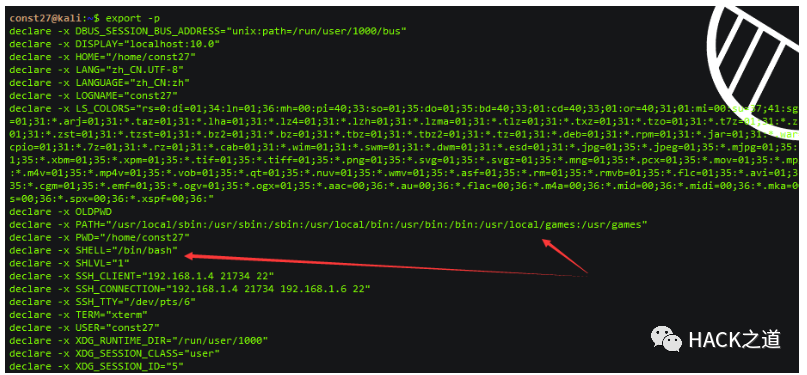 const27@kali:~$ export -p
declare -x DBUS_SESSION_BUS_ADDRESS="unix:path=/run/user/1000/bus"
declare -x DISPLAY="localhost:10.0"
declare -x HOME="/home/const27"
declare -x LANG="zh_CN.UTF-8"
declare -x LANGUAGE="zh_CN:zh"
declare -x LOGNAME="const27"
declare -x LS_COLORS="rs=0:di=01;34:ln=01;36:mh=00:pi=40;33:so=01;35:do=01;35:bd=40;33;01:cd=40;33;01:or=40;31;01:mi=00:su=37;41:sg
=01;31:*.arj=01;31:*.taz=01;31:*.lha=01;31:*.lz4=01;31:*.lzh=01;31:*.lzma=01;31:*.tlz=01;31:*.txz=01;31:*.tzo=01;31:*.t7z=01;31:*.z
01;31:*.zst=01;31:*.tzst=01;31:*.bz2=01;31:*.bz=01;31:*.tbz=01;31:*.tbz2=01;31:*.tz=01;31:*.deb=01;31:*.rpm=01;31:*.jar=01;31:*.war
cpio=01;31:*.7z=01;31:*.rz=01;31:*.cab=01;31:*.wim=01;31:*.swm=01;31:*.dwm=01;31:*.esd=01;31:*.jpg=01;35:*.jpeg=01;35:*.mjpg=01;35:
1;35:*.xbm=01;35:*.xpm=01;35:*.tif=01;35:*.tiff=01;35:*.png=01;35:*.svg=01;35:*.svgz=01;35:*.mng=01;35:*.pcx=01;35:*.mov=01;35:*.mp
:*.m4v=01;35:*.mp4v=01;35:*.vob=01;35:*.qt=01;35:*.nuv=01;35:*.wmv=01;35:*.asf=01;35:*.rm=01;35:*.rmvb=01;35:*.flc=01;35:*.avi=01;3
35:*.cgm=01;35:*.emf=01;35:*.ogv=01;35:*.ogx=01;35:*.aac=00;36:*.au=00;36:*.flac=00;36:*.m4a=00;36:*.mid=00;36:*.midi=00;36:*.mka=0
s=00;36:*.spx=00;36:*.xspf=00;36:"
declare -x OLDPWD
declare -x PATH="/usr/local/sbin:/usr/sbin:/sbin:/usr/local/bin:/usr/bin:/bin:/usr/local/games:/usr/games"
declare -x PWD="/home/const27"
declare -x SHELL="/bin/bash"
declare -x SHLVL="1"
declare -x SSH_CLIENT="192.168.1.4 21734 22"
declare -x SSH_CONNECTION="192.168.1.4 21734 192.168.1.6 22"
declare -x SSH_TTY="/dev/pts/6"
declare -x TERM="xterm"
declare -x USER="const27"
declare -x XDG_RUNTIME_DIR="/run/user/1000"
declare -x XDG_SESSION_CLASS="user"
declare -x XDG_SESSION_ID="5"
HACK之道